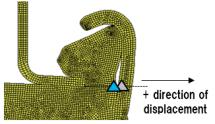 + direction of
displacement